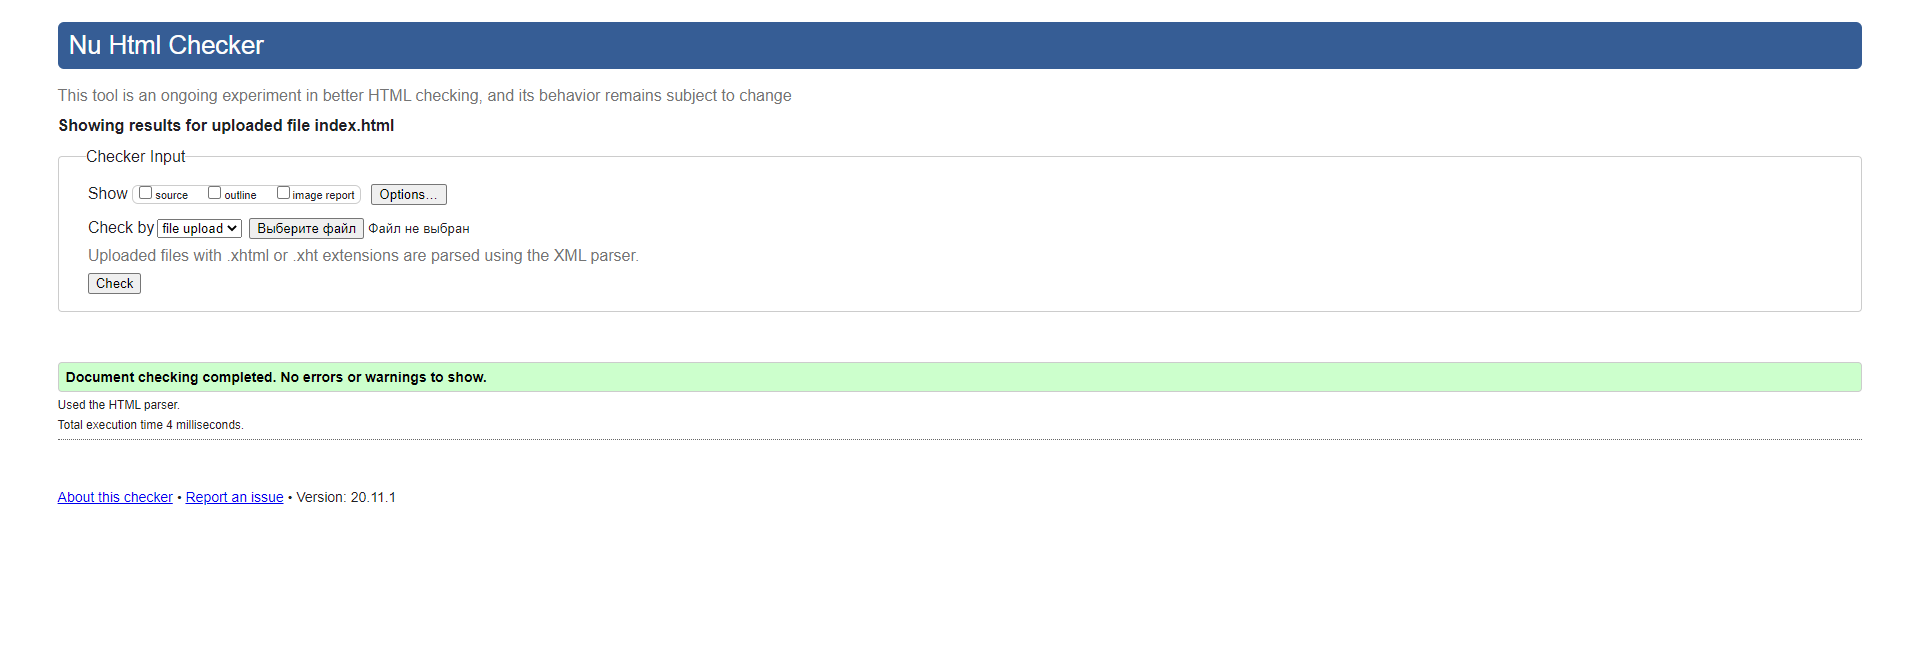 Nu Html Checker
This tool is an ongoing experiment in better HTML checking, and its behavior remains subject to change
Showing results for uploaded file index.html
Checker Input
Show source outline image report Options...
Check by file upload Выберите файл Файл не выбран
Uploaded files with .xhtml or .xht extensions are parsed using the XML parser.
Check
Document checking completed. No errors or warnings to show.
Used the HTML parser.
Total execution time 4 milliseconds.
About this checker • Report an issue • Version: 20.11.1